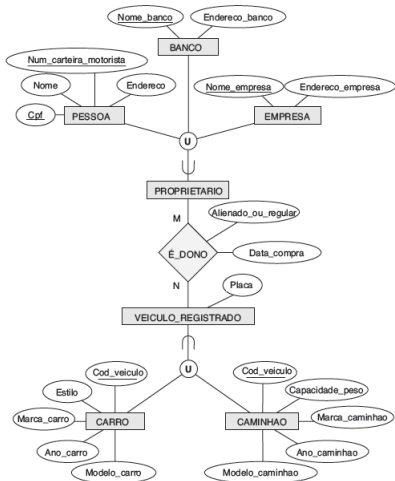 Nome_banco
Endereco_banco
BANCO
Num_carteira_motorista
Nome
Endereco
Nome_empresa
Endereco_empresa
Cpf
PESSOA
EMPRESA
U
PROPRIETARIO
M
Alienado_ou_regular
É_DONO
Data_compra
N
Placa
VEICULO_REGISTRADO
U
Cod_veiculo
Cod_veiculo
Estilo
Capacidade_peso
Marca_carro
CARRO
CAMINHAO
Marca_caminhao
Ano_carro
Ano_caminhao
Modelo_carro
Modelo_caminhao